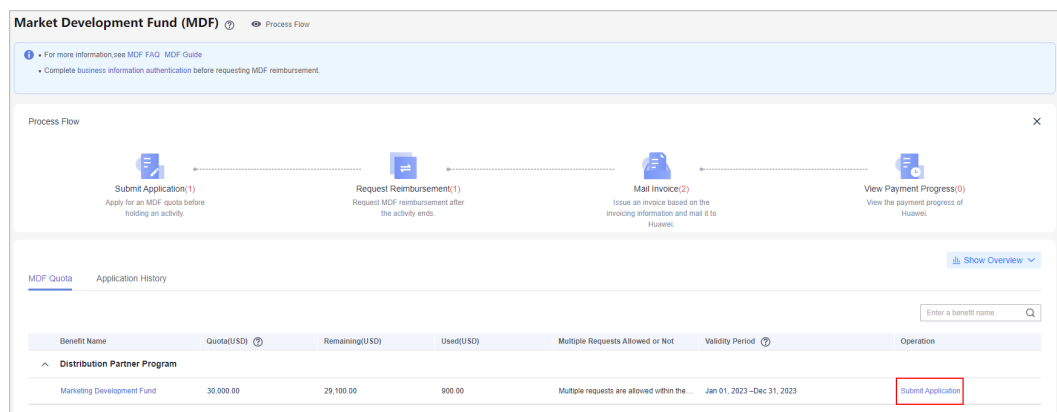 Market Development Fund (MDF) ? Process Flow
• For more information,see MDF FAQ MDF Guide
• Complete business information authentication before requesting MDF reimbursement.
Process Flow
Submit Application(1) Request Reimbursement(1) Mail Invoice(2) View Payment Progress(0)
Apply for an MDF quota before Request MDF reimbursement after Issue an invoice based on the View the payment progress of
holding an activity. the activity ends. invoicing information and mail it to Huawei.
Huawei.
Show Overview
MDF Quota Application History
Enter a benefit name.
Benefit Name Quota(USD) ? Remaining(USD) Used(USD) Multiple Requests Allowed or Not Validity Period ? Operation
Distribution Partner Program
Marketing Development Fund 30,000.00 29,100.00 900.00 Multiple requests are allowed within the... Jan 01, 2023 –Dec 31, 2023 Submit Application